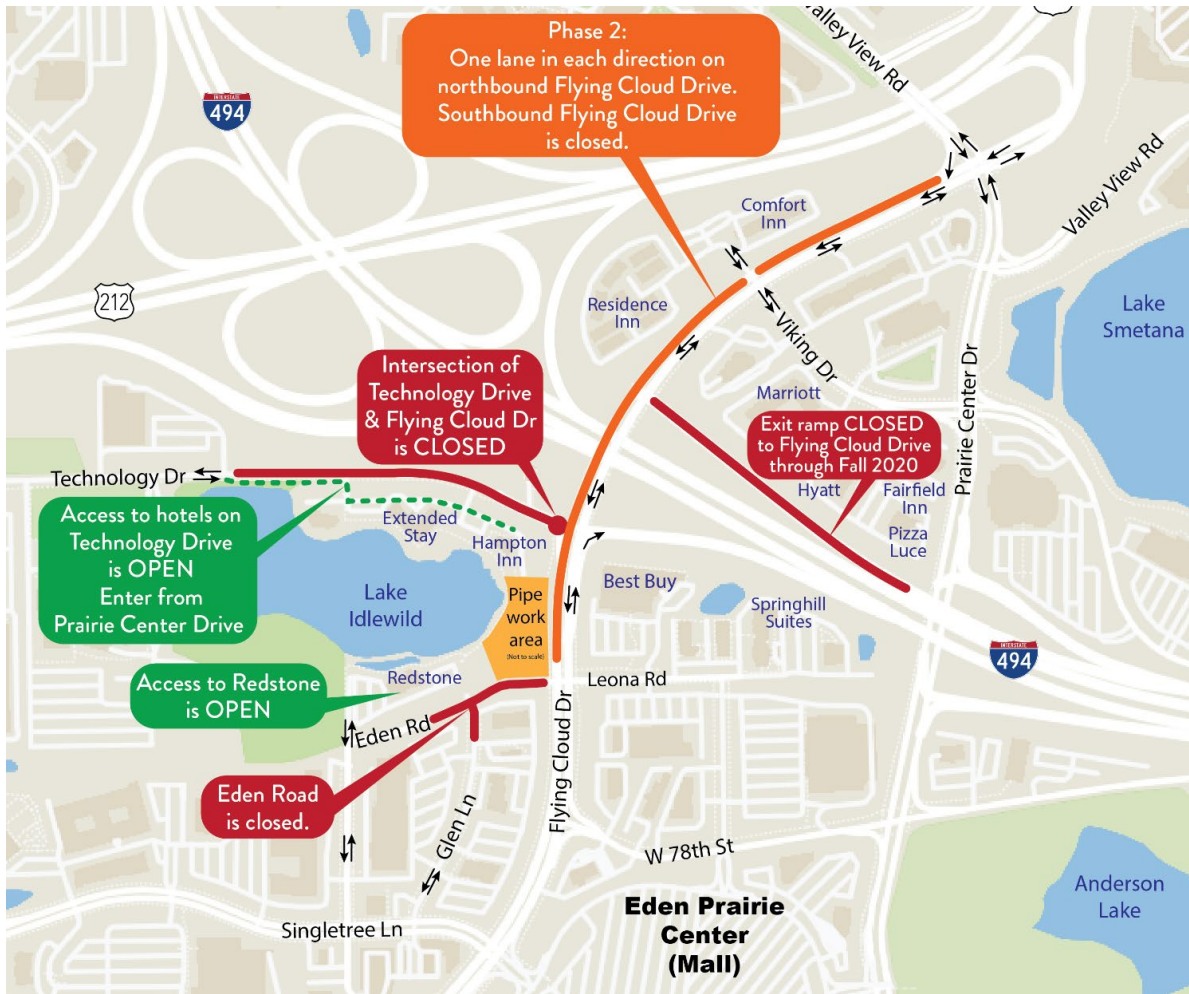 Phase 2:
One lane in each direction on
northbound Flying Cloud Drive.
Southbound Flying Cloud Drive
is closed.
Valley View Rd
INTERSTATE
494
Valley View Rd
Comfort
Inn
212
Residence
Inn
Lake
Smetana
Viking Dr
Intersection of
Technology Drive
& Flying Cloud Dr
is CLOSED
Marriott
Prairie Center Dr
Exit ramp CLOSED
to Flying Cloud Drive
through Fall 2020
Technology Dr
Hyatt
Fairfield
Inn
Pizza
Luce
Access to hotels on
Technology Drive
is OPEN
Enter from
Prairie Center Drive
Extended
Stay
Hampton
Inn
Best Buy
Pipe
work
area
(Not to scale)
Lake
Idlewild
Springhill
Suites
INTERSTATE
494
Redstone
Leona Rd
Access to Redstone
is OPEN
Eden Rd
Flying Cloud Dr
Eden Road
is closed.
Glen Ln
W 78th St
Anderson
Lake
Eden Prairie
Center
(Mall)
Singletree Ln